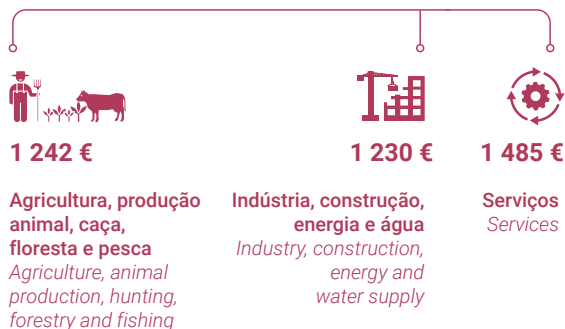 1 242 €
Agricultura, produção
animal, caça,
floresta e pesca
Agriculture, animal
production, hunting,
forestry and fishing
1 230 €
Indústria, construção,
energia e água
Industry, construction,
energy and
water supply
1 485 €
Serviços
Services